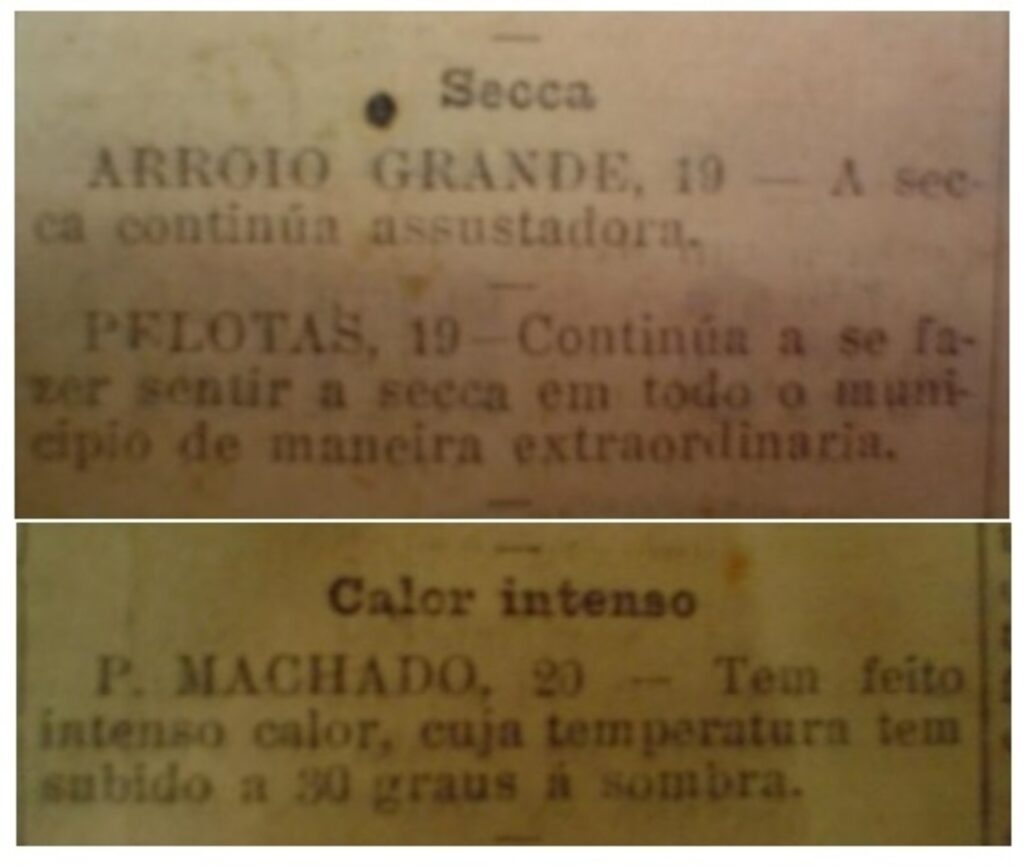 Secca
ARROIO GRANDE, 19 — A sec-
ca continúa assustadora.
PELOTAS, 19—Continúa a se fa-
zer sentir a secca em todo o muni-
cipio de maneira extraordinaria.
Calor intenso
P. MACHADO, 20 — Tem feito
intenso calor, cuja temperatura tem
subido a 30 graus á sombra.